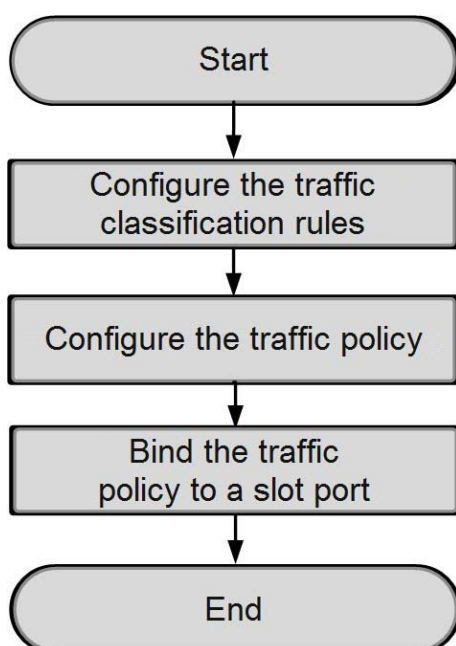 Start
Configure the traffic
classification rules
Configure the traffic policy
Bind the traffic
policy to a slot port
End